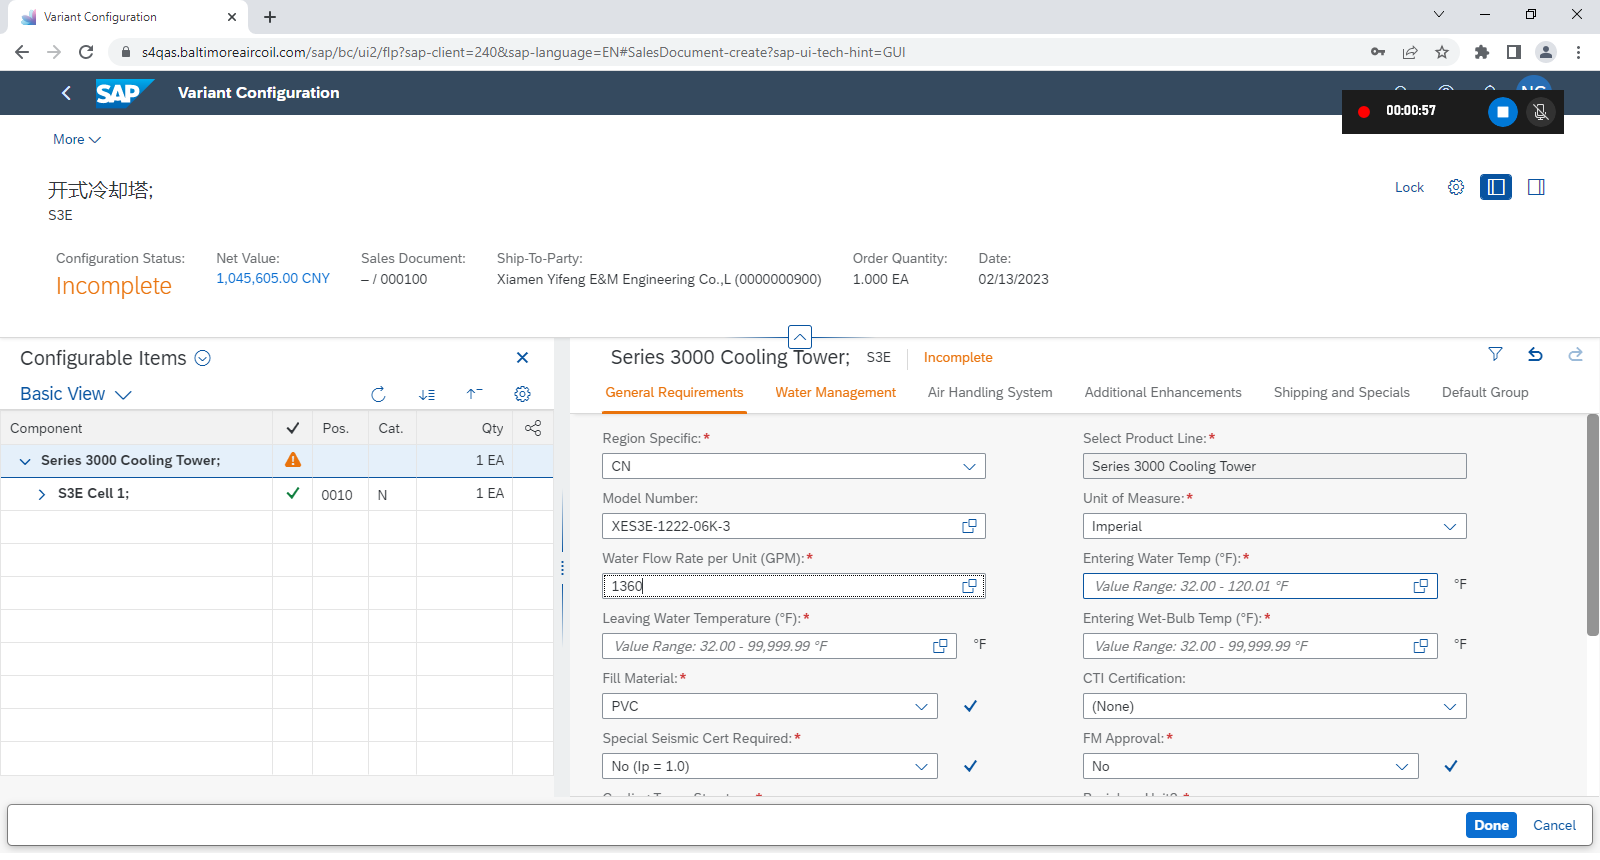 Variant Configuration
s4qas.baltimoreaircoil.com/sap/bc/ui2/flp?sap-client=240&sap-language=EN#SalesDocument-create?sap-ui-tech-hint=GUI
SAP
Variant Configuration
00:00:57
More
开式冷却塔;
S3E
Lock
Configuration Status:
Incomplete
Net Value:
1,045,605.00 CNY
Sales Document:
– / 000100
Ship-To-Party:
Xiamen Yifeng E&M Engineering Co.,L (0000000900)
Order Quantity:
1.000 EA
Date:
02/13/2023
Configurable Items
Basic View
Component Pos. Cat. Qty
Series 3000 Cooling Tower; 1 EA
S3E Cell 1; 0010 N 1 EA
Series 3000 Cooling Tower; S3E Incomplete
General Requirements Water Management Air Handling System Additional Enhancements Shipping and Specials Default Group
Region Specific:*
CN
Select Product Line:*
Series 3000 Cooling Tower
Model Number:
XES3E-1222-06K-3
Unit of Measure:*
Imperial
Water Flow Rate per Unit (GPM):*
1360
Entering Water Temp (°F):*
Value Range: 32.00 - 120.01 °F
°F
Leaving Water Temperature (°F):*
Value Range: 32.00 - 99,999.99 °F
°F
Entering Wet-Bulb Temp (°F):*
Value Range: 32.00 - 99,999.99 °F
°F
Fill Material:*
PVC
CTI Certification:
(None)
Special Seismic Cert Required:*
No (Ip = 1.0)
FM Approval:*
No
Done
Cancel